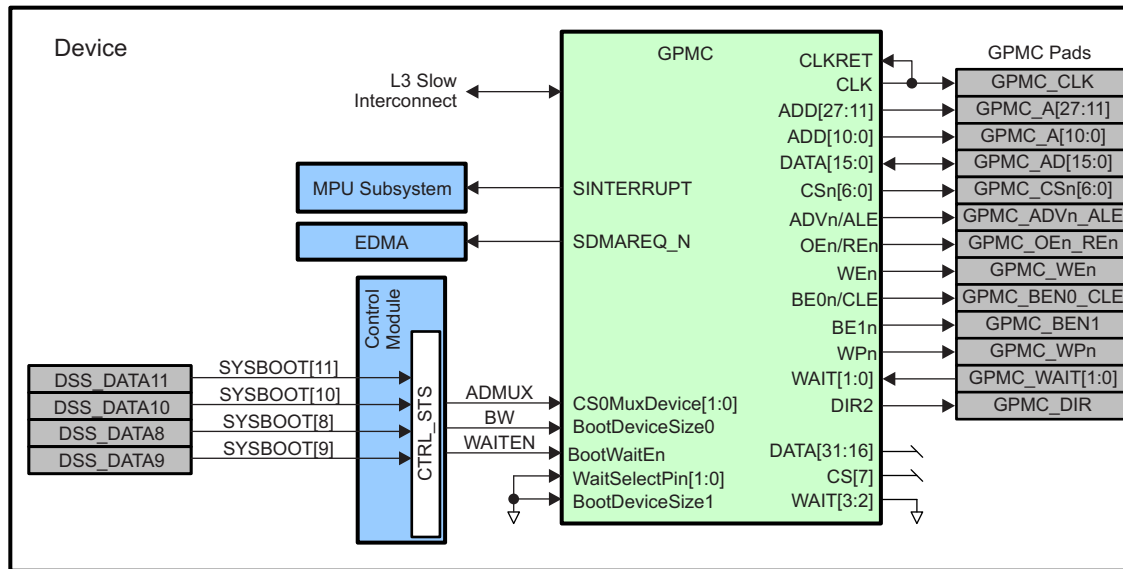 Device
L3 Slow
Interconnect
MPU Subsystem
EDMA
Control
Module
CTRL_STS
DSS_DATA11
DSS_DATA10
DSS_DATA8
DSS_DATA9
SYSBOOT[11]
SYSBOOT[10]
SYSBOOT[8]
SYSBOOT[9]
ADMUX
BW
WAITEN
GPMC
SINTERRUPT
SDMAREQ_N
CS0MuxDevice[1:0]
BootDeviceSize0
BootWaitEn
WaitSelectPin[1:0]
BootDeviceSize1
CLKRET
CLK
ADD[27:11]
ADD[10:0]
DATA[15:0]
CSn[6:0]
ADVn/ALE
OEn/REn
WEn
BE0n/CLE
BE1n
WPn
WAIT[1:0]
DIR2
DATA[31:16]
CS[7]
WAIT[3:2]
GPMC Pads
GPMC_CLK
GPMC_A[27:11]
GPMC_A[10:0]
GPMC_AD[15:0]
GPMC_CSn[6:0]
GPMC_ADVn_ALE
GPMC_OEn_REn
GPMC_WEn
GPMC_BEN0_CLE
GPMC_BEN1
GPMC_WPn
GPMC_WAIT[1:0]
GPMC_DIR